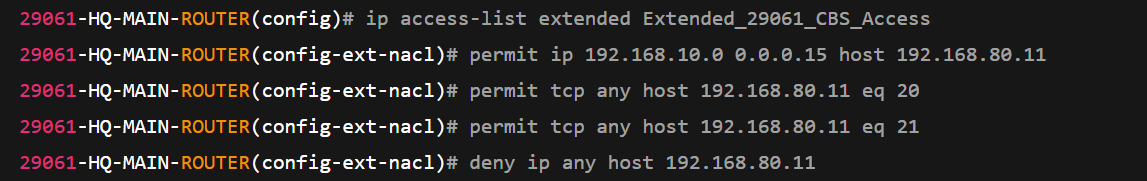 29061-HQ-MAIN-ROUTER(config)# ip access-list extended Extended_29061_CBS_Access
29061-HQ-MAIN-ROUTER(config-ext-nacl)# permit ip 192.168.10.0 0.0.0.15 host 192.168.80.11
29061-HQ-MAIN-ROUTER(config-ext-nacl)# permit tcp any host 192.168.80.11 eq 20
29061-HQ-MAIN-ROUTER(config-ext-nacl)# permit tcp any host 192.168.80.11 eq 21
29061-HQ-MAIN-ROUTER(config-ext-nacl)# deny ip any host 192.168.80.11